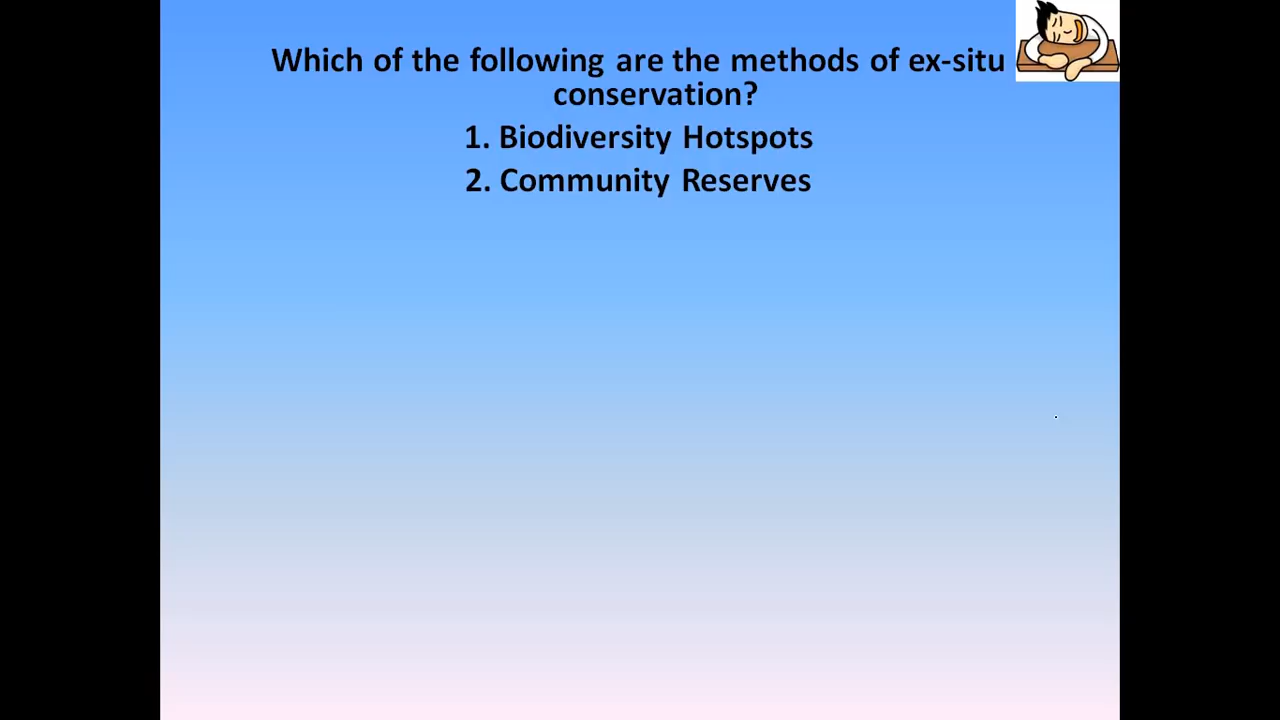 Which of the following are the methods of ex-situ
conservation?
1. Biodiversity Hotspots
2. Community Reserves